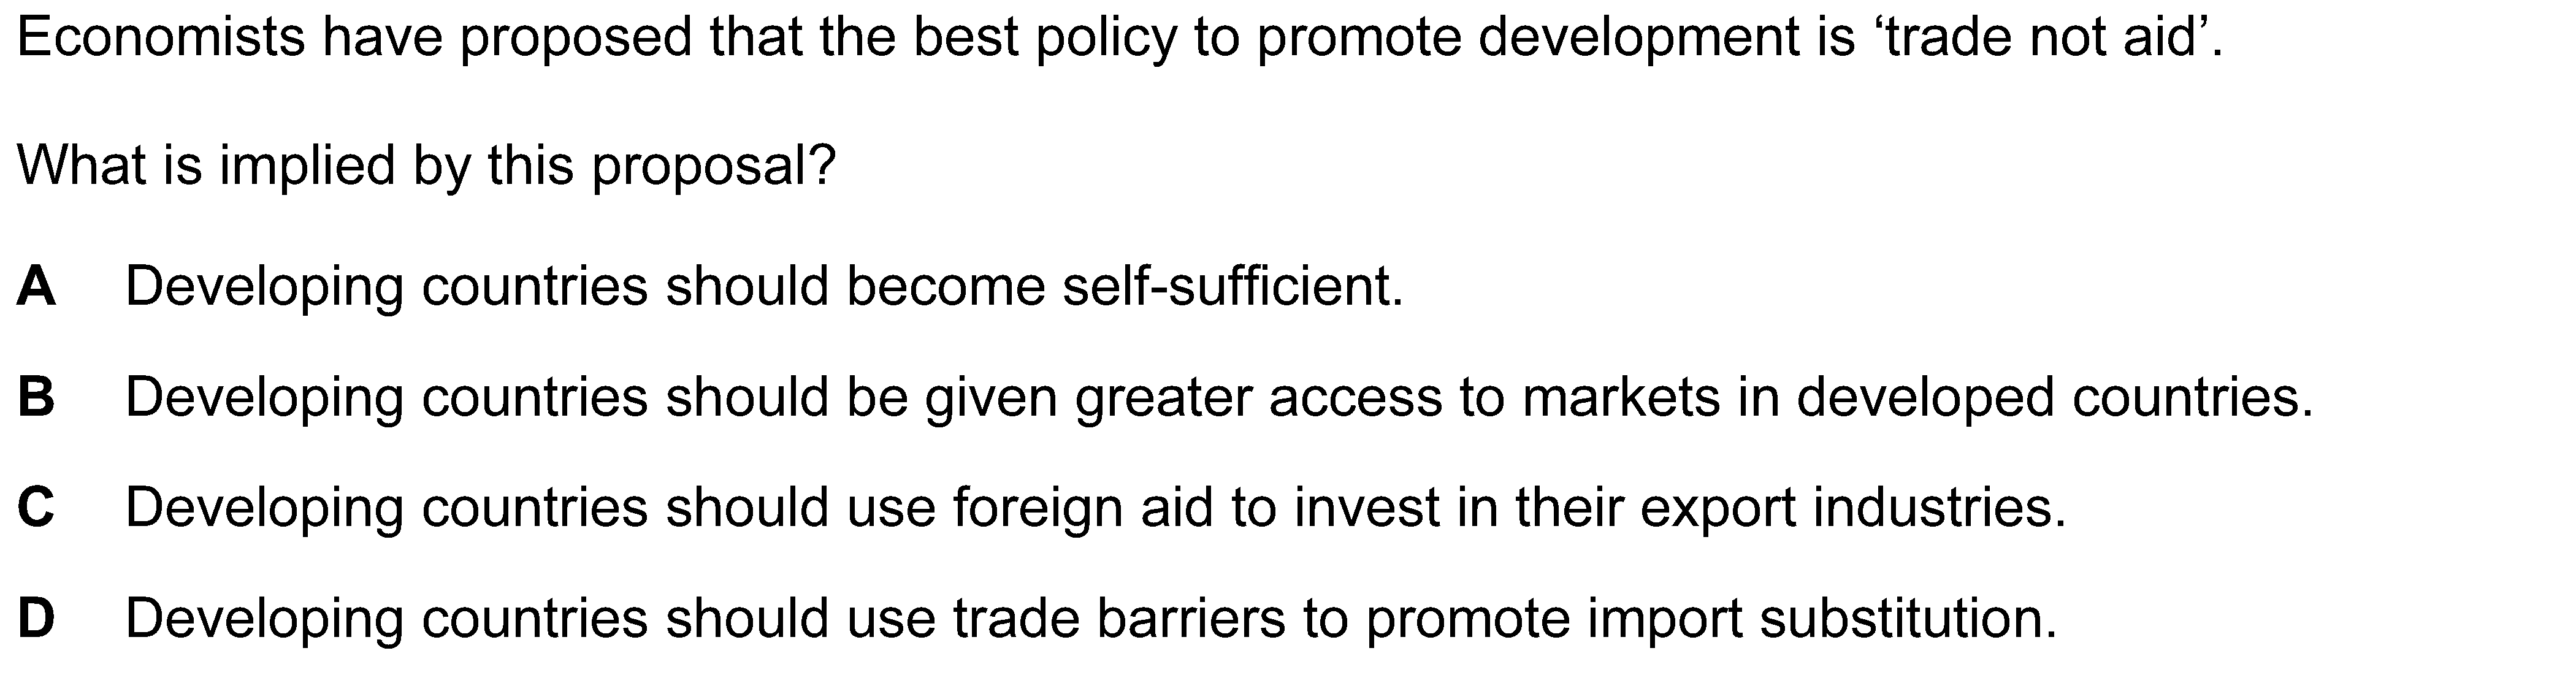 Economists have proposed that the best policy to promote development is ‘trade not aid’.
What is implied by this proposal?
A Developing countries should become self-sufficient.
B Developing countries should be given greater access to markets in developed countries.
C Developing countries should use foreign aid to invest in their export industries.
D Developing countries should use trade barriers to promote import substitution.